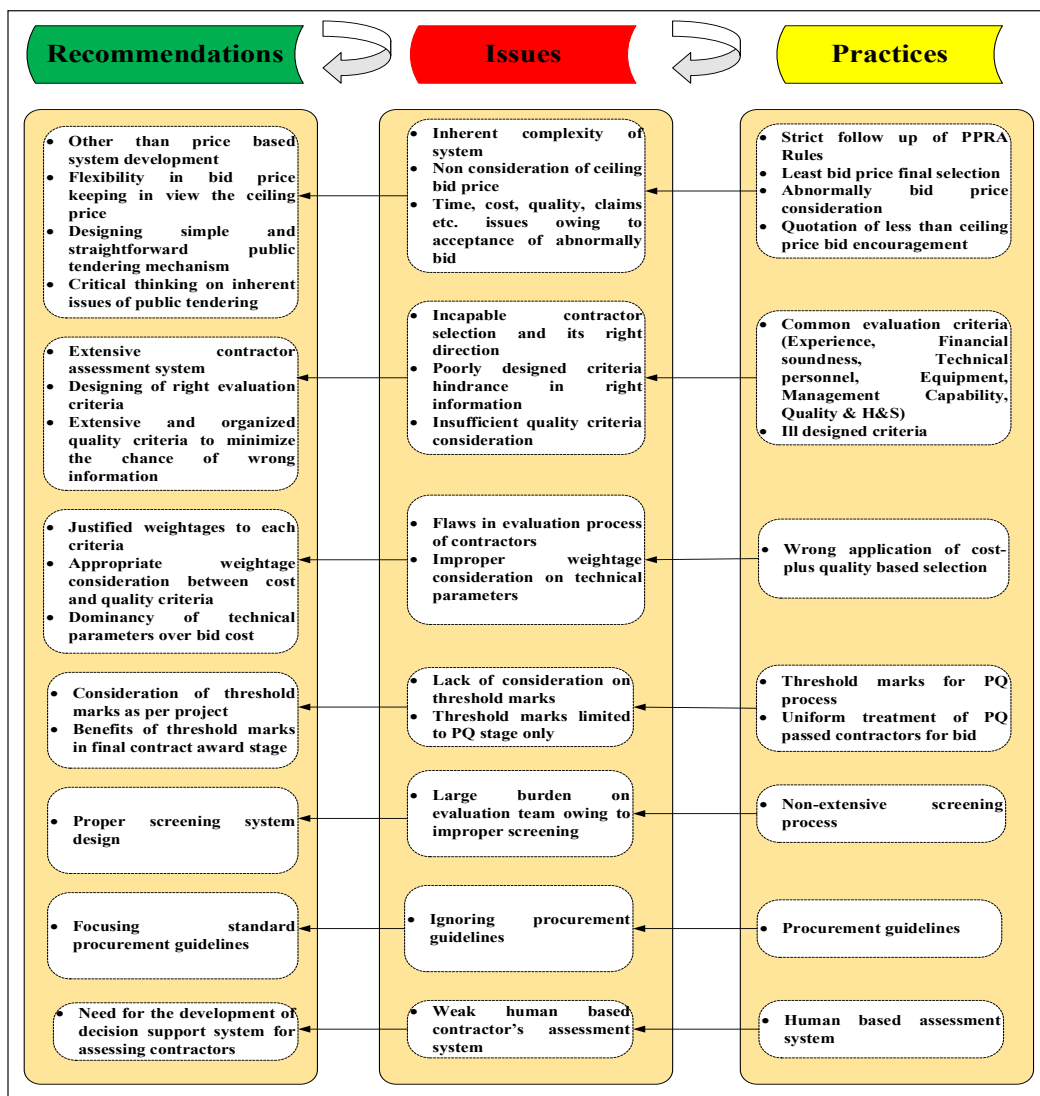 Recommendations
Issues
Practices
• Other than price based
system development
• Flexibility in bid price
keeping in view the ceiling
price
• Designing simple and
straightforward public
tendering mechanism
• Critical thinking on inherent
issues of public tendering
• Extensive contractor
assessment system
• Designing of right evaluation
criteria
• Extensive and organized
quality criteria to minimize
the chance of wrong
information
• Justified weightages to each
criteria
• Appropriate weightage
consideration between cost
and quality criteria
• Dominancy of technical
parameters over bid cost
• Consideration of threshold
marks as per project
• Benefits of threshold marks
in final contract award stage
• Proper screening system
design
• Focusing standard
procurement guidelines
• Need for the development of
decision support system for
assessing contractors
• Inherent complexity of
system
• Non consideration of ceiling
bid price
• Time, cost, quality, claims
etc. issues owing to
acceptance of abnormally
bid
• Incapable contractor
selection and its right
direction
• Poorly designed criteria
hindrance in right
information
• Insufficient quality criteria
consideration
• Flaws in evaluation process
of contractors
• Improper weightage
consideration on technical
parameters
• Lack of consideration on
threshold marks
• Threshold marks limited
to PQ stage only
• Large burden on
evaluation team owing to
improper screening
• Ignoring procurement
guidelines
• Weak human based
contractor's assessment
system
• Strict follow up of PPRA
Rules
• Least bid price final selection
• Abnormally bid price
consideration
• Quotation of less than ceiling
price bid encouragement
• Common evaluation criteria
(Experience, Financial
soundness, Technical
personnel, Equipment,
Management Capability,
Quality & H&S)
• Ill designed criteria
• Wrong application of cost-
plus quality based selection
• Threshold marks for PQ
process
• Uniform treatment of PQ
passed contractors for bid
• Non-extensive screening
process
• Procurement guidelines
• Human based assessment
system